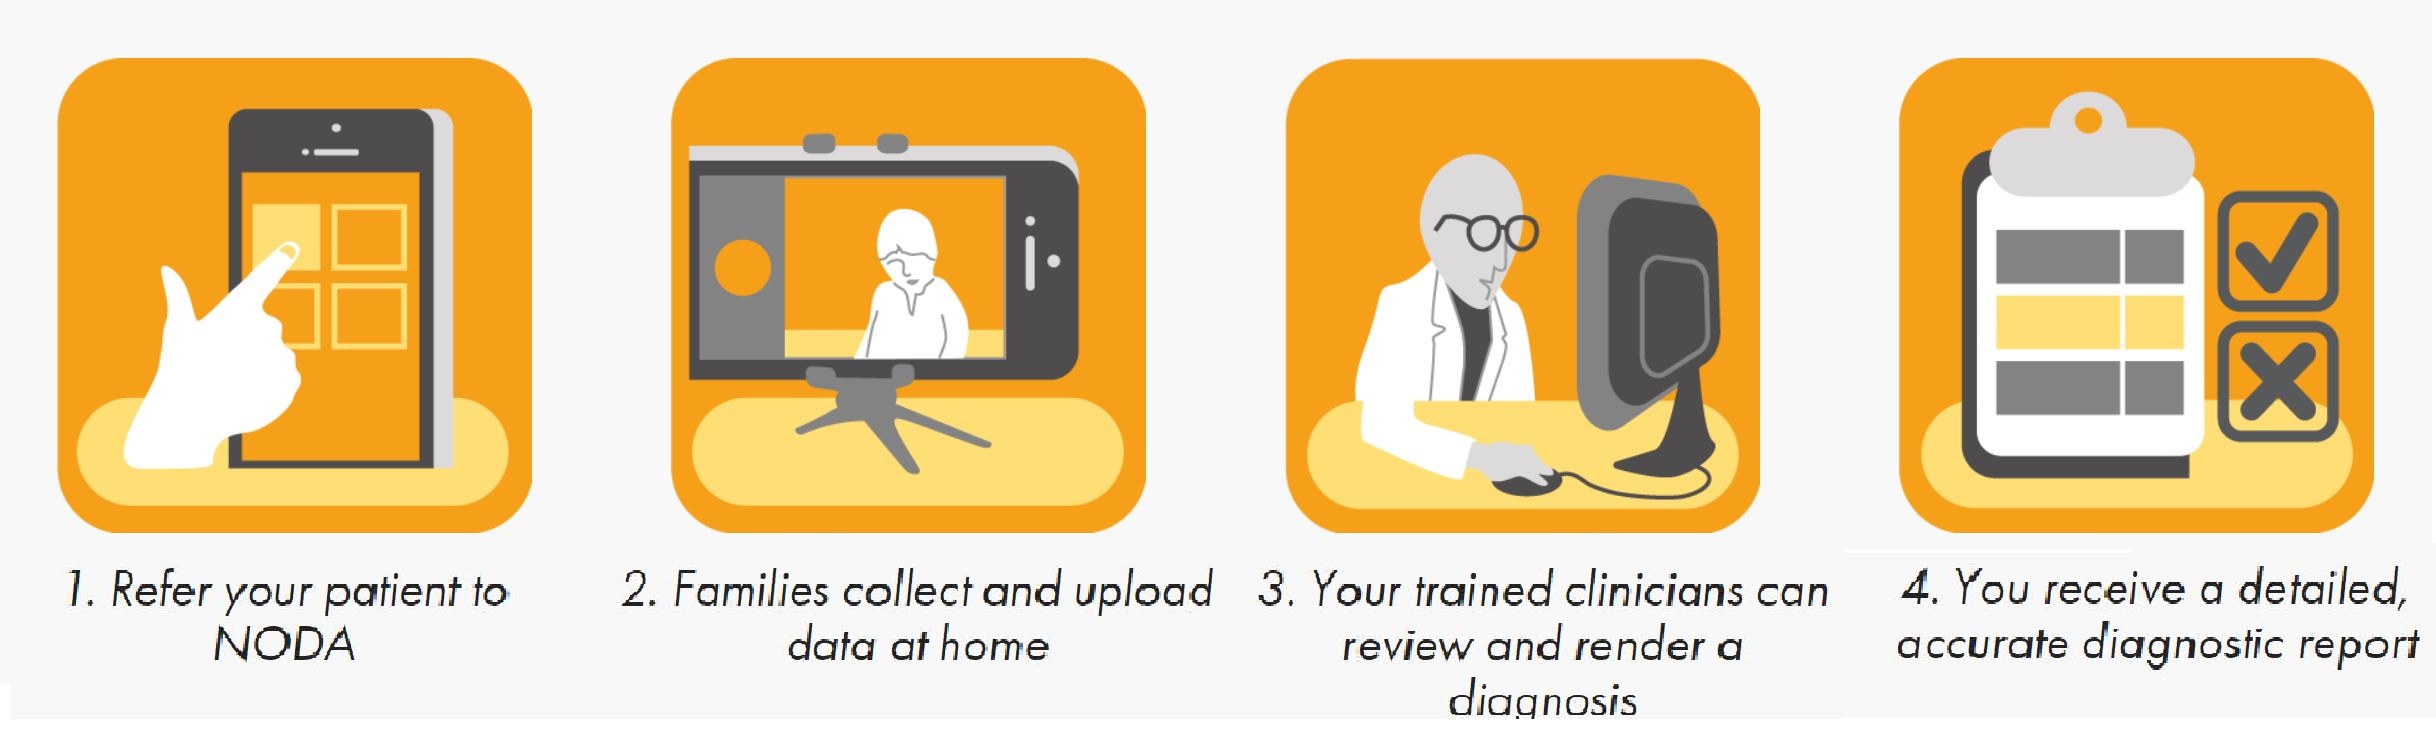 1. Refer your patient to
NODA
2. Families collect and upload
data at home
3. Your trained clinicians can
review and render a
diagnosis
4. You receive a detailed,
accurate diagnostic report